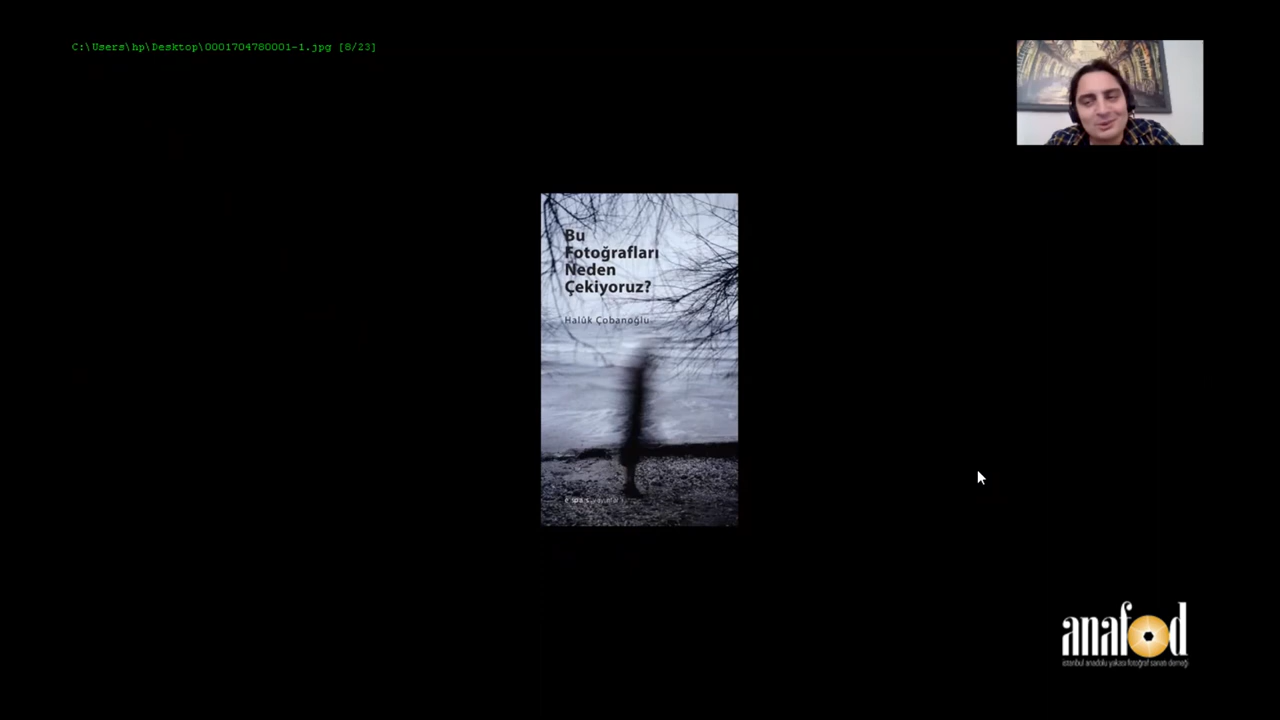 C:\Users\hp\Desktop\0001704780001-1.jpg [8/23]
Bu
Fotoğrafları
Neden
Çekiyoruz?
Halûk Çobanoğlu
anafod
istanbul anadolu yakası fotoğraf sanatı derneği